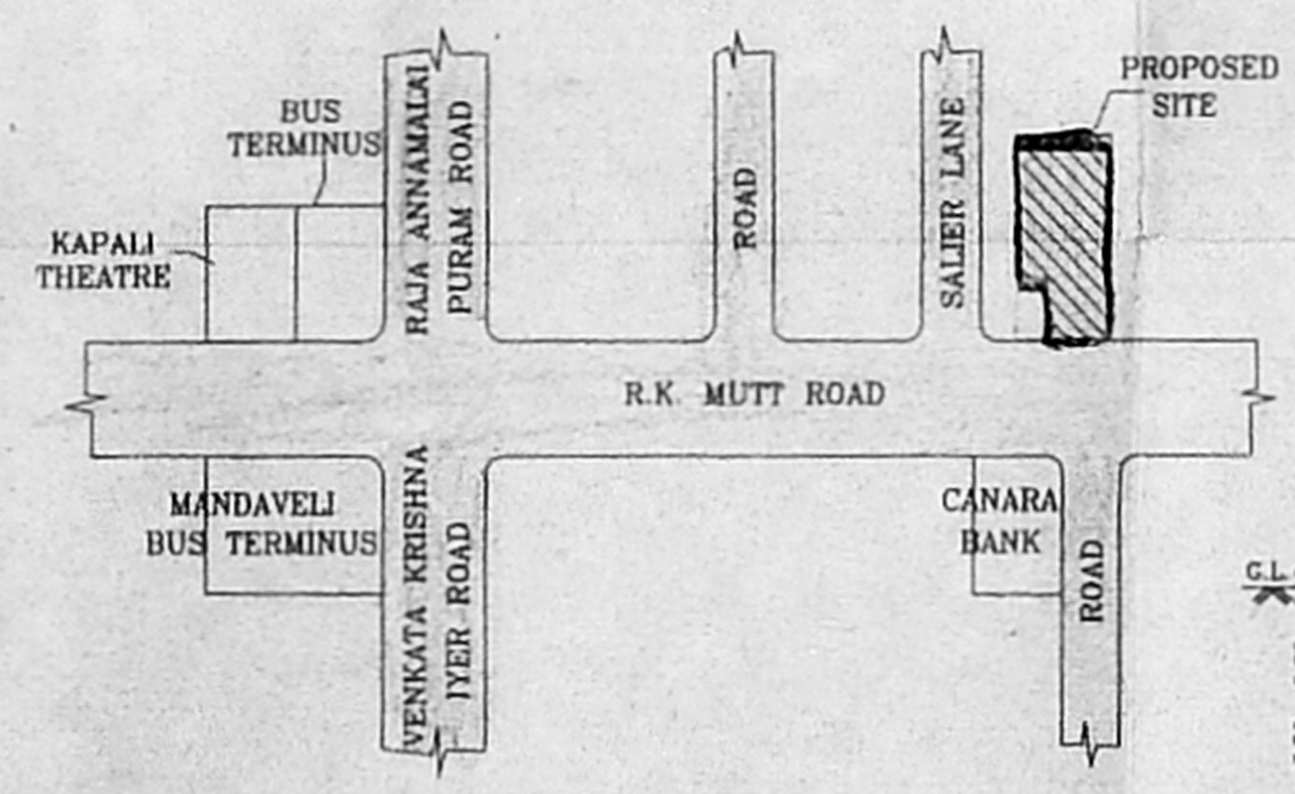 PROPOSED
SITE
BUS
TERMINUS
KAPALI
THEATRE
RAJA ANNAMALAI
PURAM ROAD
ROAD
SALIER LANE
R.K. MUTT ROAD
MANDAVELI
BUS TERMINUS
VENKATA KRISHNA
IYER ROAD
CANARA
BANK
ROAD
G.L.